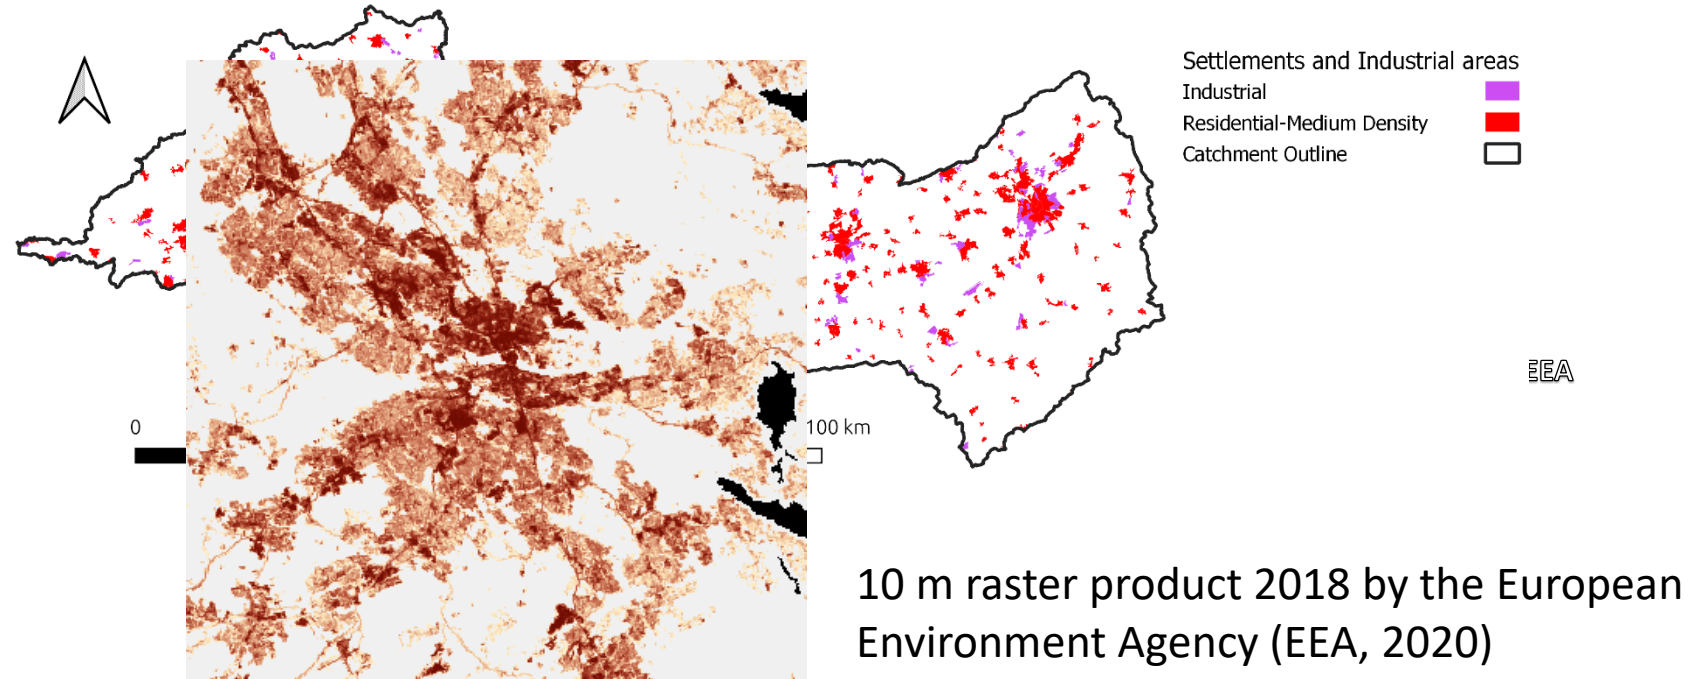 Settlements and Industrial areas
Industrial
Residential-Medium Density
Catchment Outline
EEA
0
100 km
10 m raster product 2018 by the European
Environment Agency (EEA, 2020)